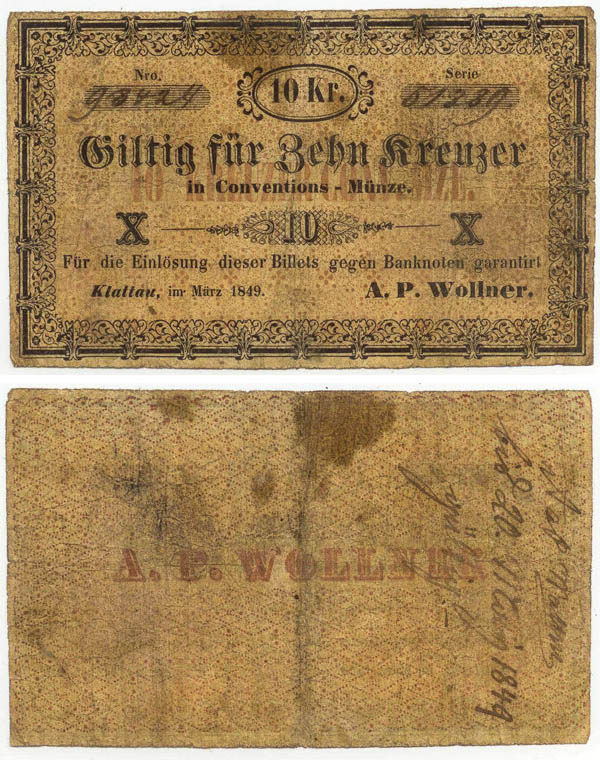 Nro. Serie
10 Kr.
Giltig für Zehn Kreuzer
in Conventions - Münze.
X 10 X
Für die Einlösung dieser Billets gegen Banknoten garantirt
Klattau, im März 1849. A. P. Wollner.
A. P. WOLLNER
1849